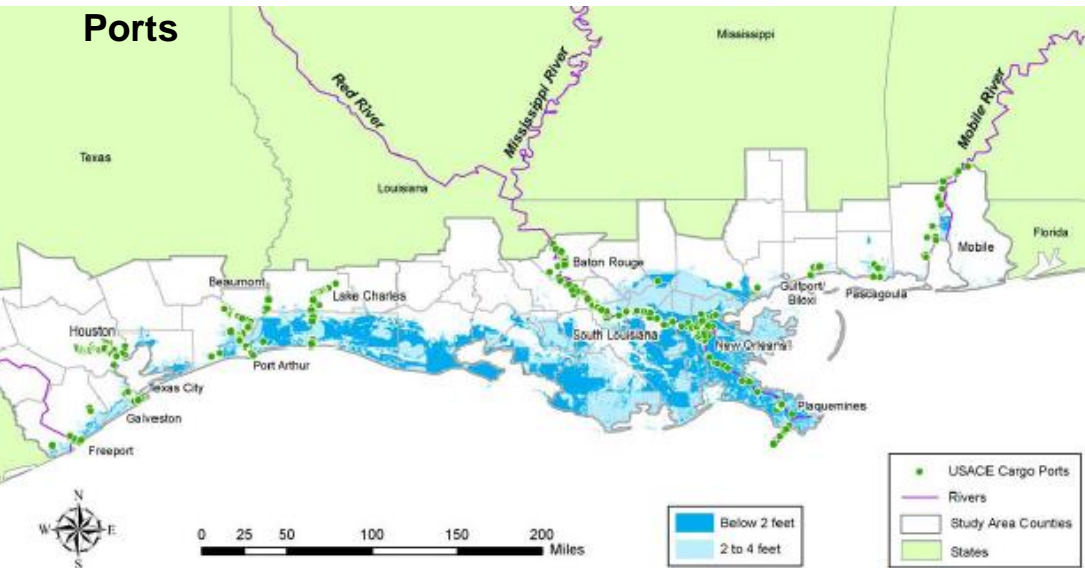 Ports
Mississippi
Red River
Mississippi River
Mobile River
Texas
Louisiana
Florida
Mobile
Baton Rouge
Beaumont
Lake Charles
Gulfport/
Biloxi
Pascagoula
Houston
South Louisiana
New Orleans
Port Arthur
Texas City
Plaquemines
Galveston
Freeport
N
W
E
S
0 25 50 100 150 200
Miles
Below 2 feet
2 to 4 feet
USACE Cargo Ports
Rivers
Study Area Counties
States